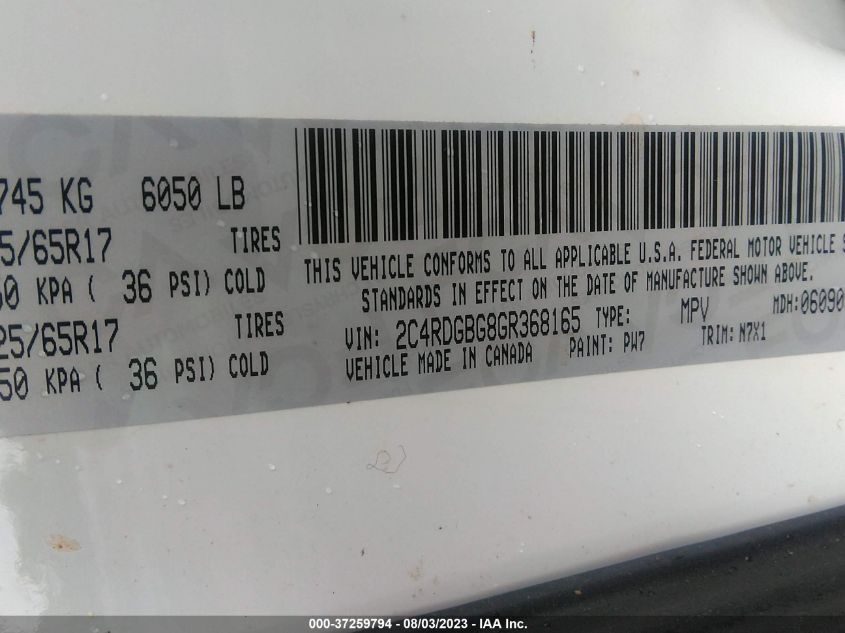 745 KG 6050 LB
5/65R17 TIRES
50 KPA ( 36 PSI) COLD
25/65R17
50 KPA ( 36 PSI) COLD
THIS VEHICLE CONFORMS TO ALL APPLICABLE U.S.A. FEDERAL MOTOR VEHICLE S
STANDARDS IN EFFECT ON THE DATE OF MANUFACTURE SHOWN ABOVE.
VIN: 2C4RDGBG8GR368165 TYPE: MPV MDH: 06090
VEHICLE MADE IN CANADA PAINT: PW7 TRIM: N7X1
000-37259794 - 08/03/2023 - IAA Inc.